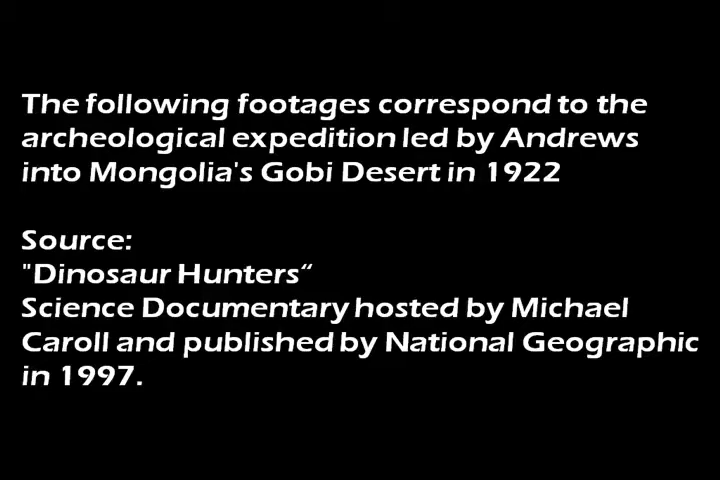 The following footages correspond to the
archeological expedition led by Andrews
into Mongolia's Gobi Desert in 1922
Source:
"Dinosaur Hunters“
Science Documentary hosted by Michael
Caroll and published by National Geographic
in 1997.